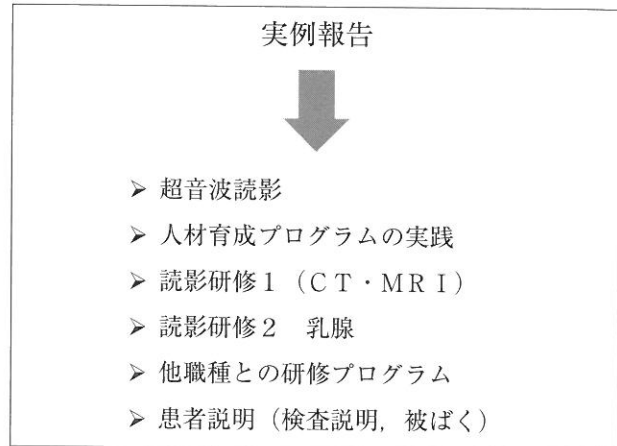 実例報告
➢ 超音波読影
➢ 人材育成プログラムの実践
➢ 読影研修１（ＣＴ・ＭＲＩ）
➢ 読影研修２　乳腺
➢ 他職種との研修プログラム
➢ 患者説明（検査説明，被ばく）